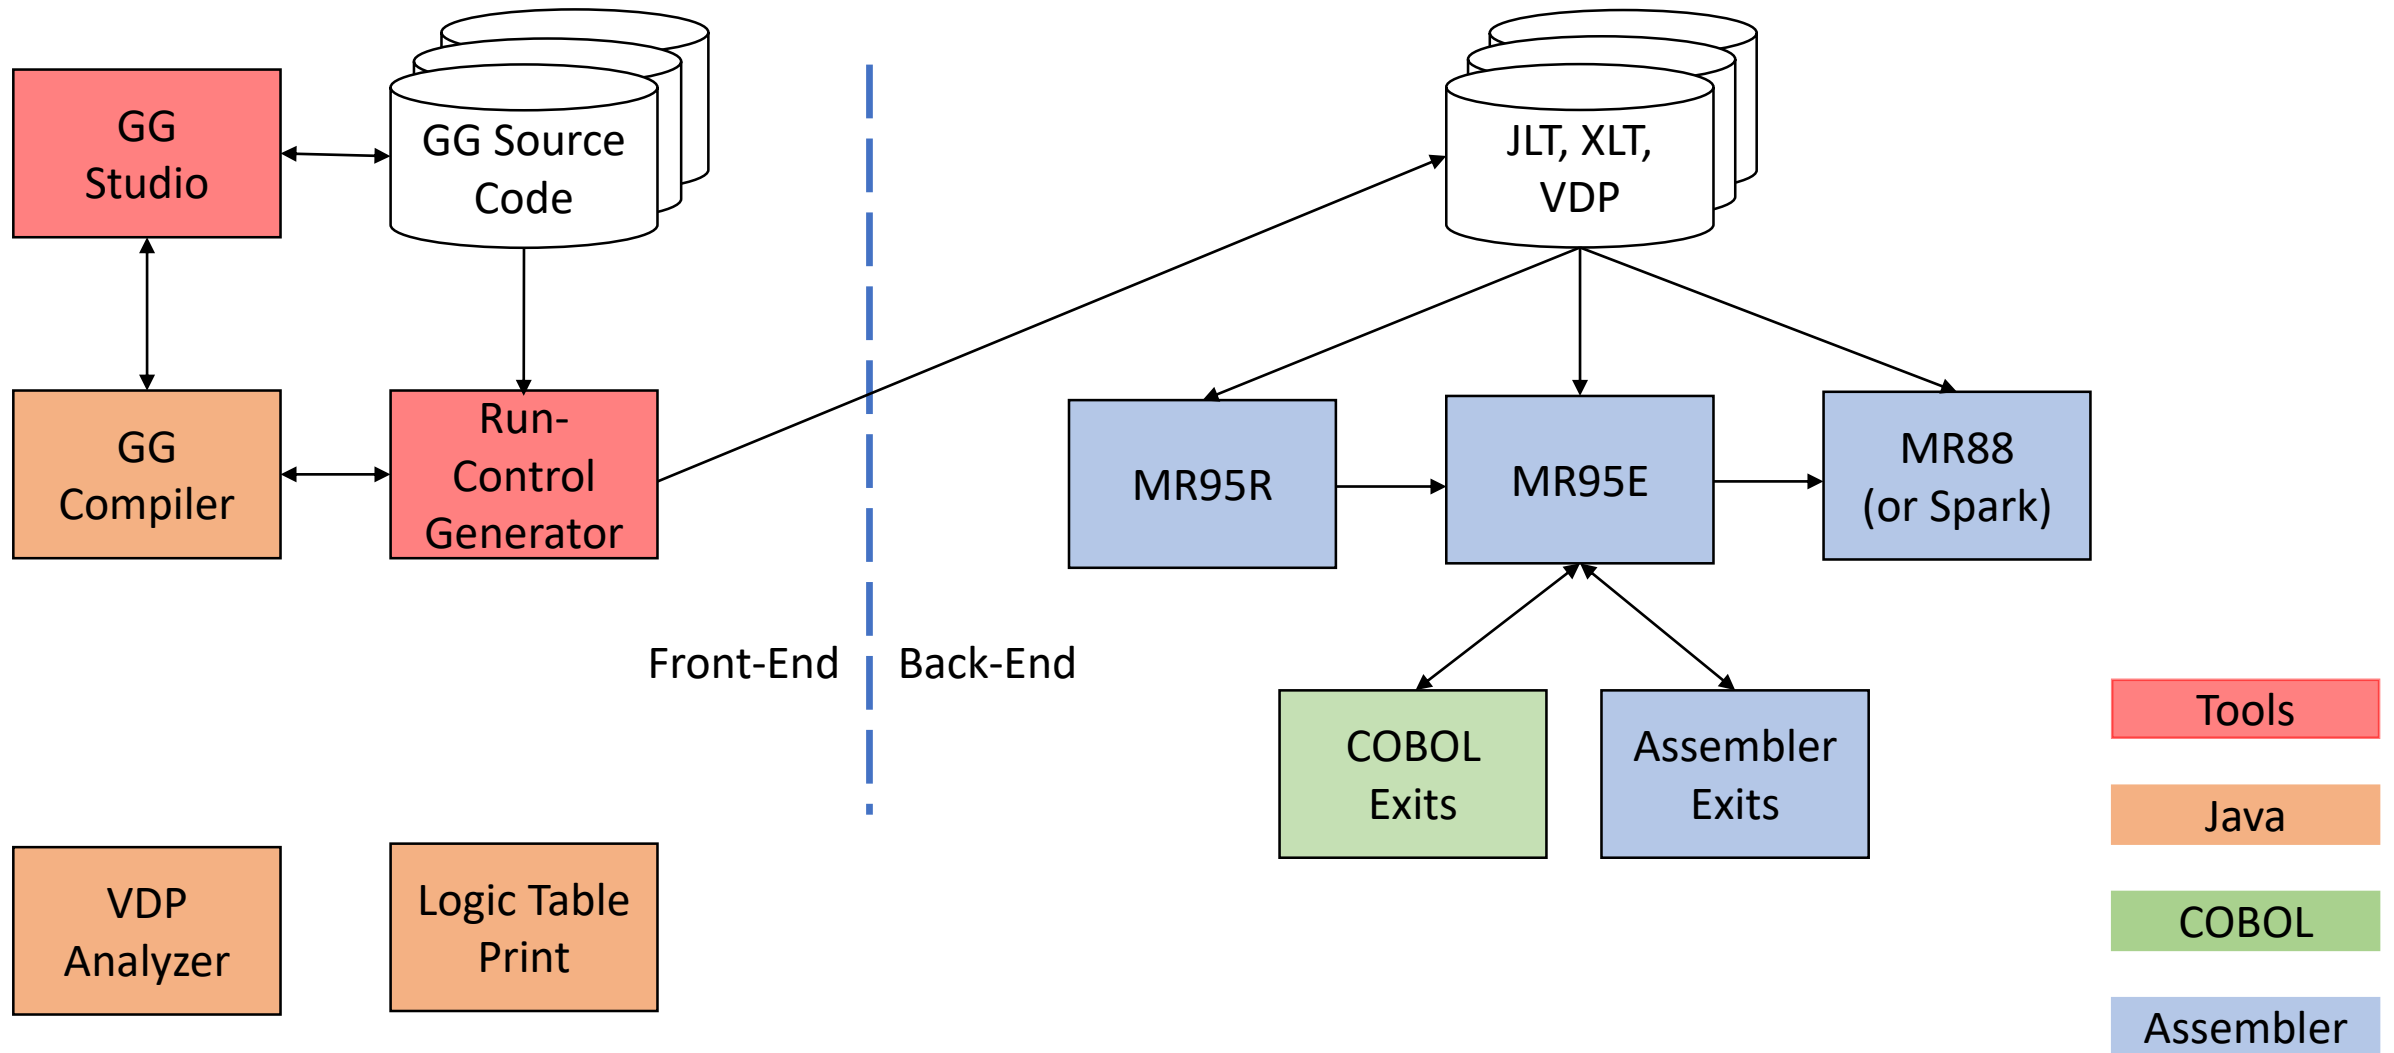 GG
Studio
GG Source
Code
JLT, XLT,
VDP
GG
Compiler
Run-
Control
Generator
MR95R
MR95E
MR88
(or Spark)
Front-End
Back-End
COBOL
Exits
Assembler
Exits
VDP
Analyzer
Logic Table
Print
Tools
Java
COBOL
Assembler